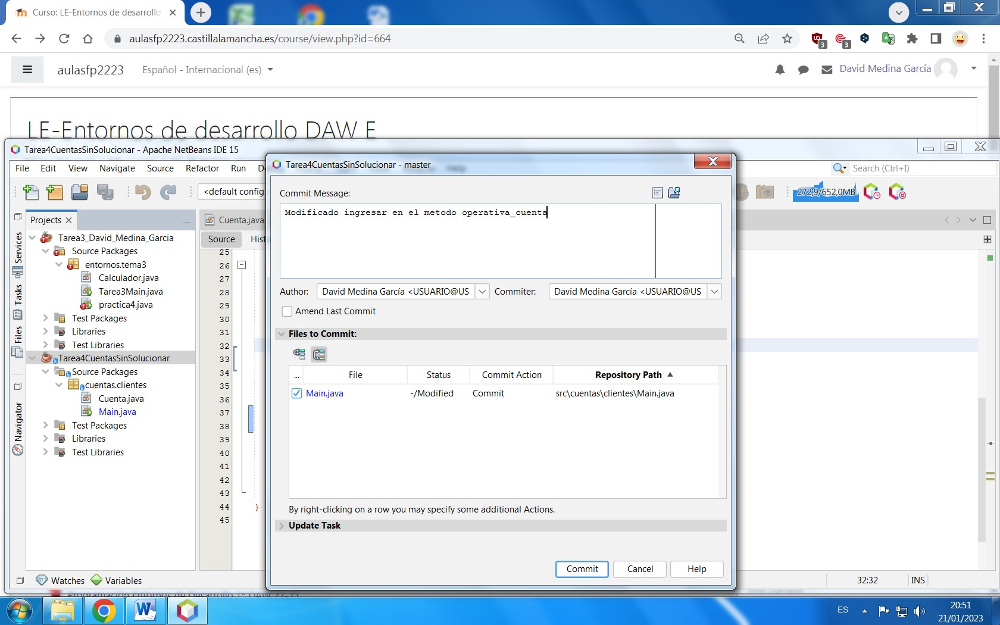 Curso: LE-Entornos de desarrollo
aulasfp2223.castillalamancha.es/course/view.php?id=664
3
3
aulasfp2223
Español - Internacional (es)
David Medina García
LE-Entornos de desarrollo DAW E
Tarea4CuentasSinSolucionar - Apache NetBeans IDE 15
File Edit View Navigate Source Refactor Run
Help
Search (Ctrl+I)
<default config
272,9/652,0MB
Projects
Cuenta.java
Source Hist
Services
Tasks
Files
Navigator
Tarea3_David_Medina_Garcia
Source Packages
entornos.tema3
Calculador.java
Tarea3Main.java
practica4.java
Test Packages
Libraries
Test Libraries
Tarea4CuentasSinSolucionar
Source Packages
cuentas.clientes
Cuenta.java
Main.java
Test Packages
Libraries
Test Libraries
25
26
27
28
29
30
31
32
33
34
35
36
37
38
39
40
41
42
43
44 }
45
Tarea4CuentasSinSolucionar - master
Commit Message:
Modificado ingresar en el metodo operativa_cuenta
Author: David Medina García <USUARIO@US
Commiter: David Medina García <USUARIO@US
Amend Last Commit
Files to Commit:
... File Status Commit Action Repository Path
Main.java -/Modified Commit src\cuentas\clientes\Main.java
By right-clicking on a row you may specify some additional Actions.
Update Task
Commit Cancel Help
Watches Variables
32:32 INS
Programación Entornos de Desarrollo 1º DAW 22-23
ES
20:51
21/01/2023